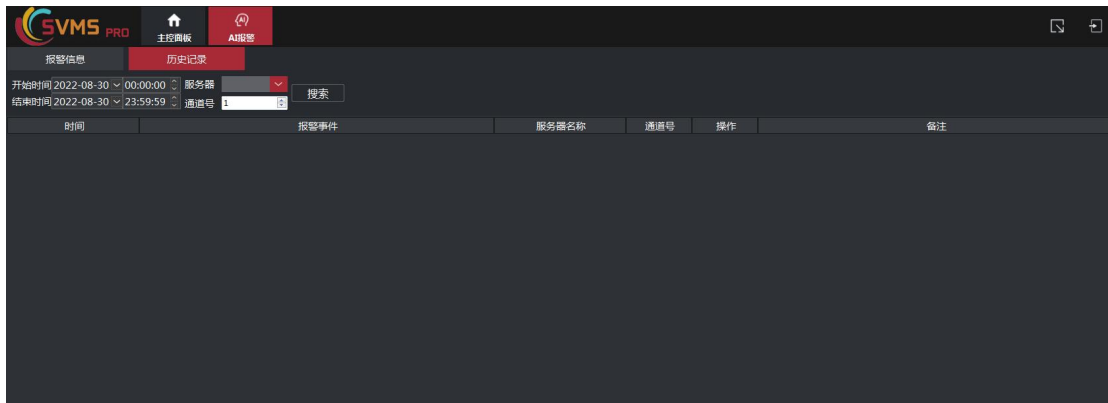 SVMS PRO
主控面板
AI报警
报警信息 历史记录
开始时间 2022-08-30 00:00:00 服务器
结束时间 2022-08-30 23:59:59 通道号 1
搜索
时间 报警事件 服务器名称 通道号 操作 备注